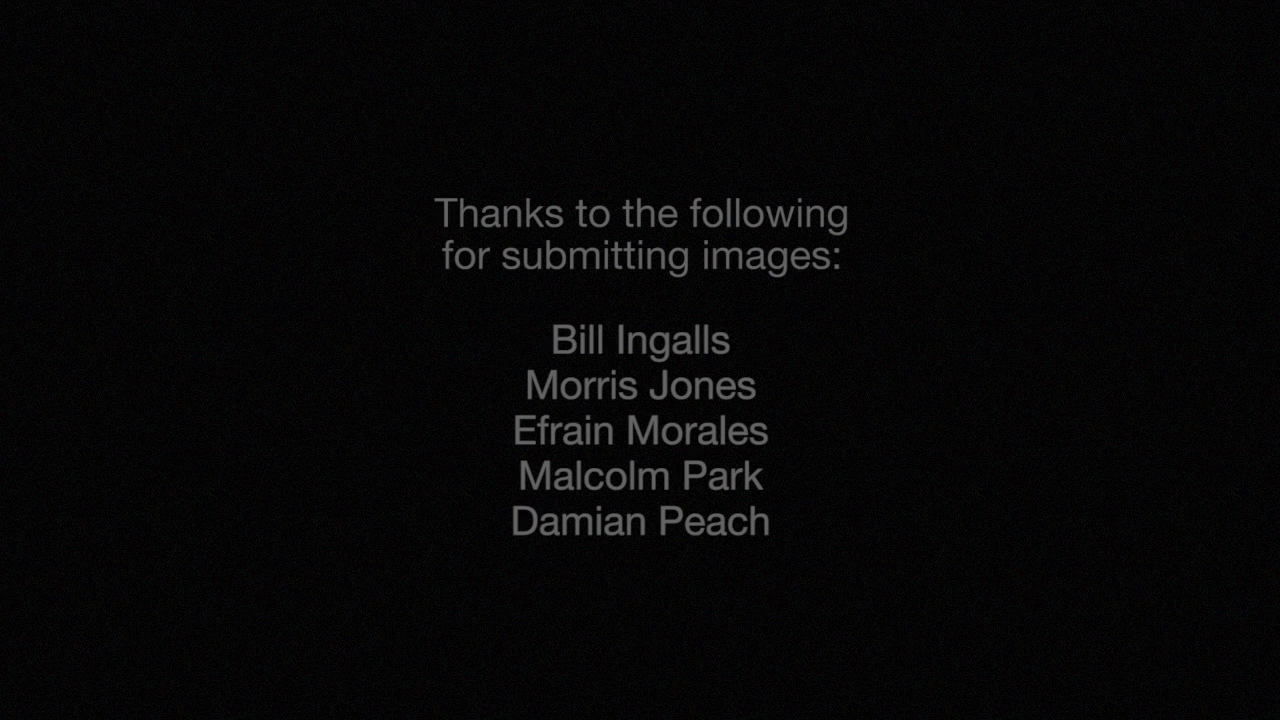 Thanks to the following
for submitting images:
Bill Ingalls
Morris Jones
Efrain Morales
Malcolm Park
Damian Peach